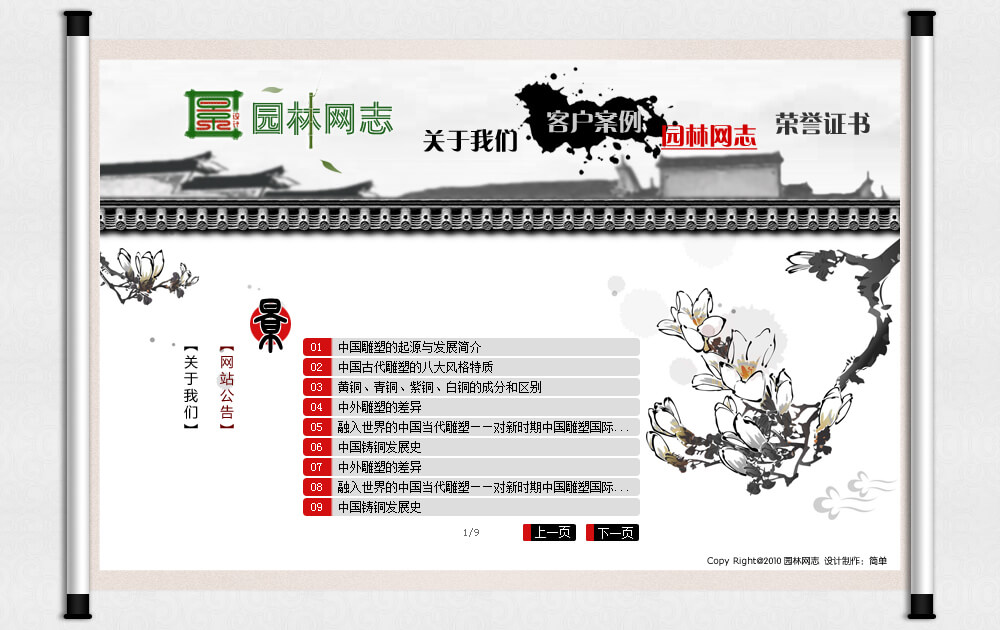 景
设计
园林网志
关于我们
客户案例
园林网志
荣誉证书
景
【关于我们】
【网站公告】
01 中国雕塑的起源与发展简介
02 中国古代雕塑的八大风格特质
03 黄铜、青铜、紫铜、白铜的成分和区别
04 中外雕塑的差异
05 融入世界的中国当代雕塑——对新时期中国雕塑国际...
06 中国铸铜发展史
07 中外雕塑的差异
08 融入世界的中国当代雕塑——对新时期中国雕塑国际...
09 中国铸铜发展史
1/9 上一页 下一页
Copy Right@2010 园林网志 设计制作：简单